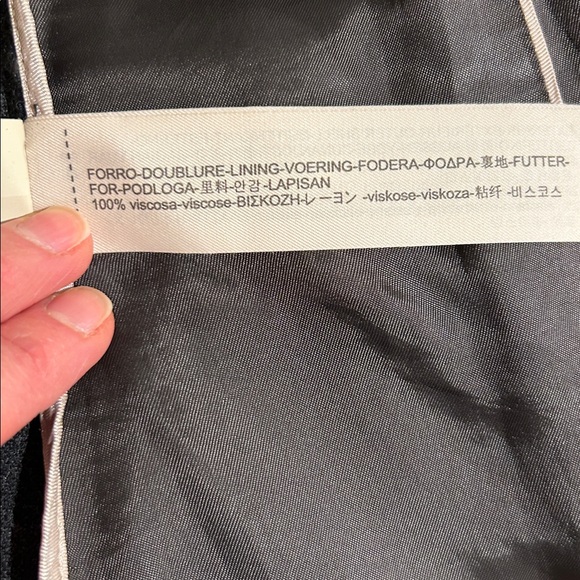 FORRO-DOUBLURE-LINING-VOERING-FODERA-ΦΟΔΡΑ-裏地-FUTTER-
FOR-PODLOGA-里料-안감-LAPISAN
100% viscosa-viscose-ΒΙΣΚΟΖΗ-レーヨン -viskose-viskoza-粘纤 -비스코스